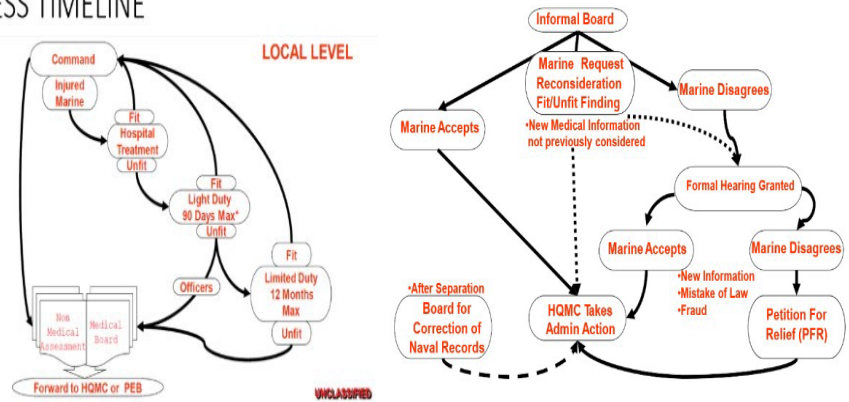 ESS TIMELINE
LOCAL LEVEL
Command
Injured
Marine
Fit
Hospital
Treatment
Unfit
Fit
Light Duty
90 Days Max*
Unfit
Officers
Fit
Limited Duty
12 Months
Max
Unfit
Non
Medical
Assessment
Medical
Board
Forward to HQMC or PEB
UNCLASSIFIED
Informal Board
Marine Request
Reconsideration
Fit/Unfit Finding
•New Medical Information
not previously considered
Marine Accepts
Marine Disagrees
Formal Hearing Granted
Marine Accepts
Marine Disagrees
•New Information
•Mistake of Law
•Fraud
•After Separation
Board for
Correction of
Naval Records
HQMC Takes
Admin Action
Petition For
Relief (PFR)